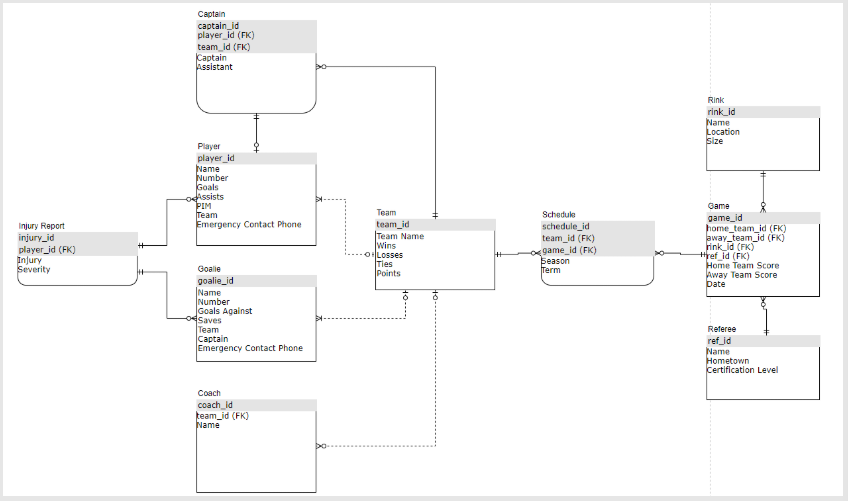 Captain
captain_id
player_id (FK)
team_id (FK)
Captain
Assistant
Player
player_id
Name
Number
Goals
Assists
PIM
Team
Emergency Contact Phone
Injury Report
injury_id
player_id (FK)
Injury
Severity
Goalie
goalie_id
Name
Number
Goals Against
Saves
Team
Captain
Emergency Contact Phone
Coach
coach_id
team_id (FK)
Name
Team
team_id
Team Name
Wins
Losses
Ties
Points
Schedule
schedule_id
team_id (FK)
game_id (FK)
Season
Term
Rink
rink_id
Name
Location
Size
Game
game_id
home_team_id (FK)
away_team_id (FK)
rink_id (FK)
ref_id (FK)
Home Team Score
Away Team Score
Date
Referee
ref_id
Name
Hometown
Certification Level